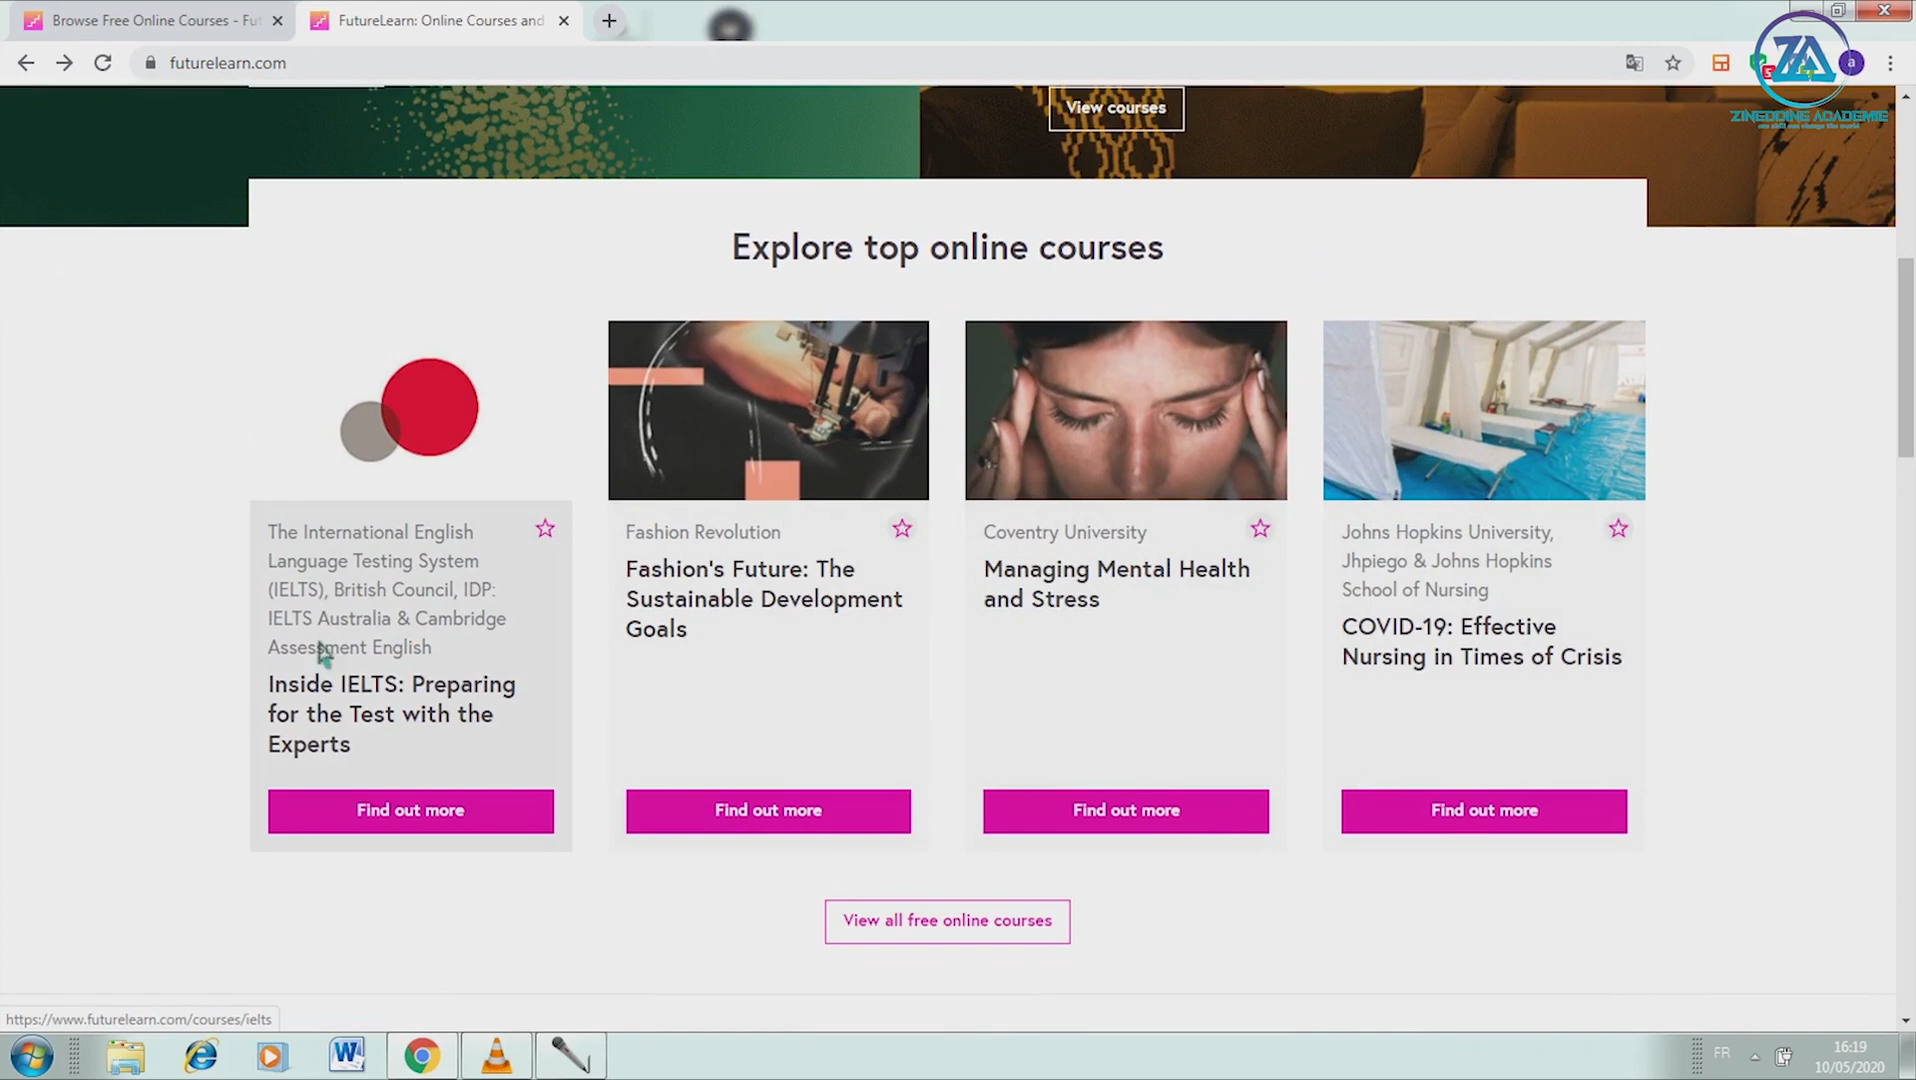 Browse Free Online Courses - Fut
FutureLearn: Online Courses and
futurelearn.com
a
ZA
ZINEDDINE ACADEMIE
View courses
Explore top online courses
The International English
Language Testing System
(IELTS), British Council, IDP:
IELTS Australia & Cambridge
Assessment English
Inside IELTS: Preparing
for the Test with the
Experts
Find out more
Fashion Revolution
Fashion's Future: The
Sustainable Development
Goals
Find out more
Coventry University
Managing Mental Health
and Stress
Find out more
Johns Hopkins University,
Jhpiego & Johns Hopkins
School of Nursing
COVID-19: Effective
Nursing in Times of Crisis
Find out more
View all free online courses
https://www.futurelearn.com/courses/ielts
FR
16:19
10/05/2020